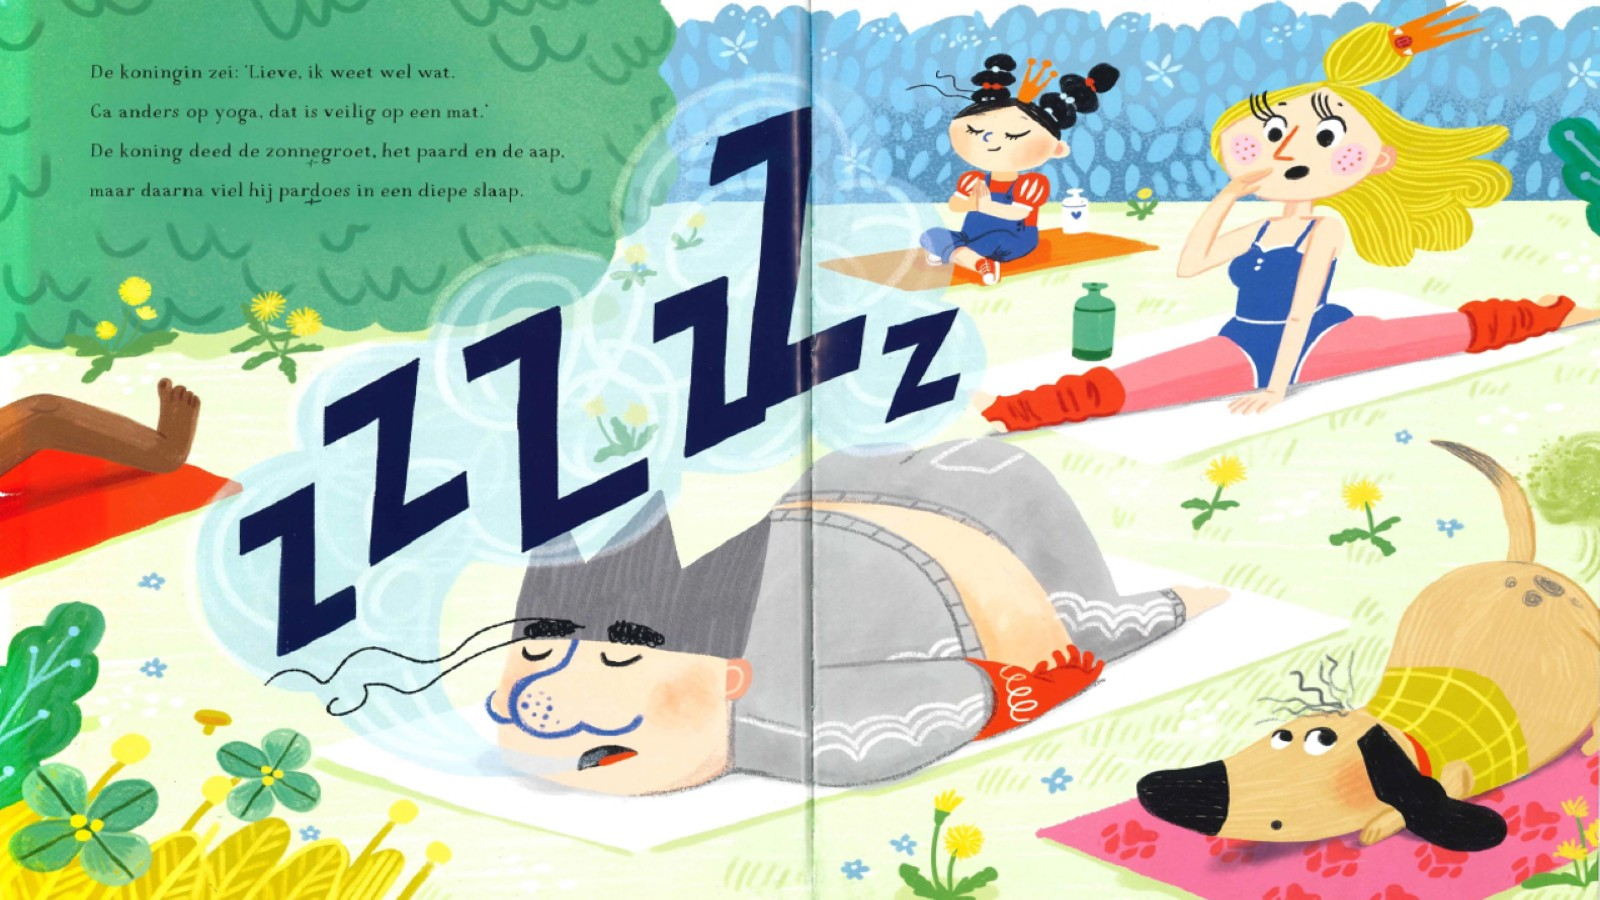 De koningin zei: 'Lieve, ik weet wel wat.
Ga anders op yoga, dat is veilig op een mat.'
De koning deed de zonnegroet, het paard en de aap,
maar daarna viel hij pardoes in een diepe slaap.
z
z
Z
z
Z
z